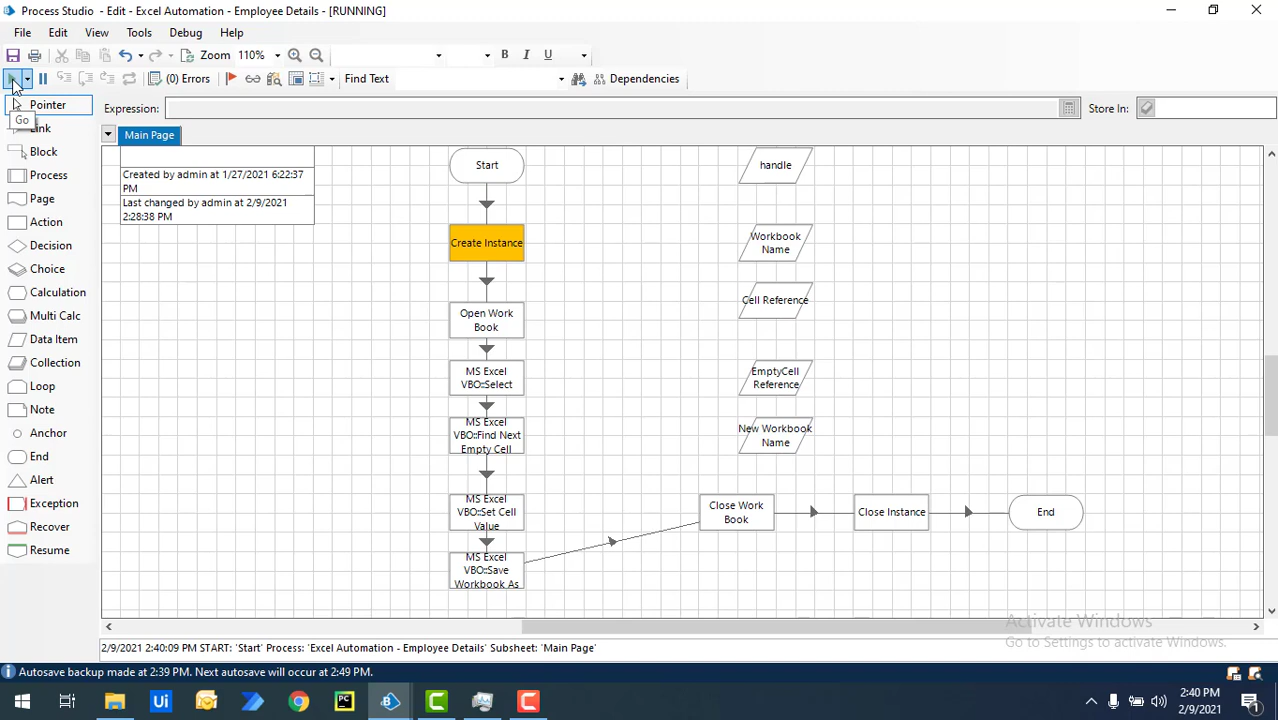 Process Studio - Edit - Excel Automation - Employee Details - [RUNNING]
File Edit View Tools Debug Help
Zoom 110% B I U
(0) Errors Find Text Dependencies
Pointer
Expression: Store In:
Go
Link
Main Page
Block
Process
Page
Action
Decision
Choice
Calculation
Multi Calc
Data Item
Collection
Loop
Note
Anchor
End
Alert
Exception
Recover
Resume
Created by admin at 1/27/2021 6:22:37
PM
Last changed by admin at 2/9/2021
2:28:38 PM
Start
Create Instance
Open Work
Book
MS Excel
VBO::Select
MS Excel
VBO::Find Next
Empty Cell
MS Excel
VBO::Set Cell
Value
MS Excel
VBO::Save
Workbook As
handle
Workbook
Name
Cell Reference
EmptyCell
Reference
New Workbook
Name
Close Work
Book
Close Instance
End
Activate Windows
Go to Settings to activate Windows.
2/9/2021 2:40:09 PM START: 'Start' Process: 'Excel Automation - Employee Details' Subsheet: 'Main Page'
Autosave backup made at 2:39 PM. Next autosave will occur at 2:49 PM.
Ui
PC
C
C
2:40 PM
2/9/2021
1